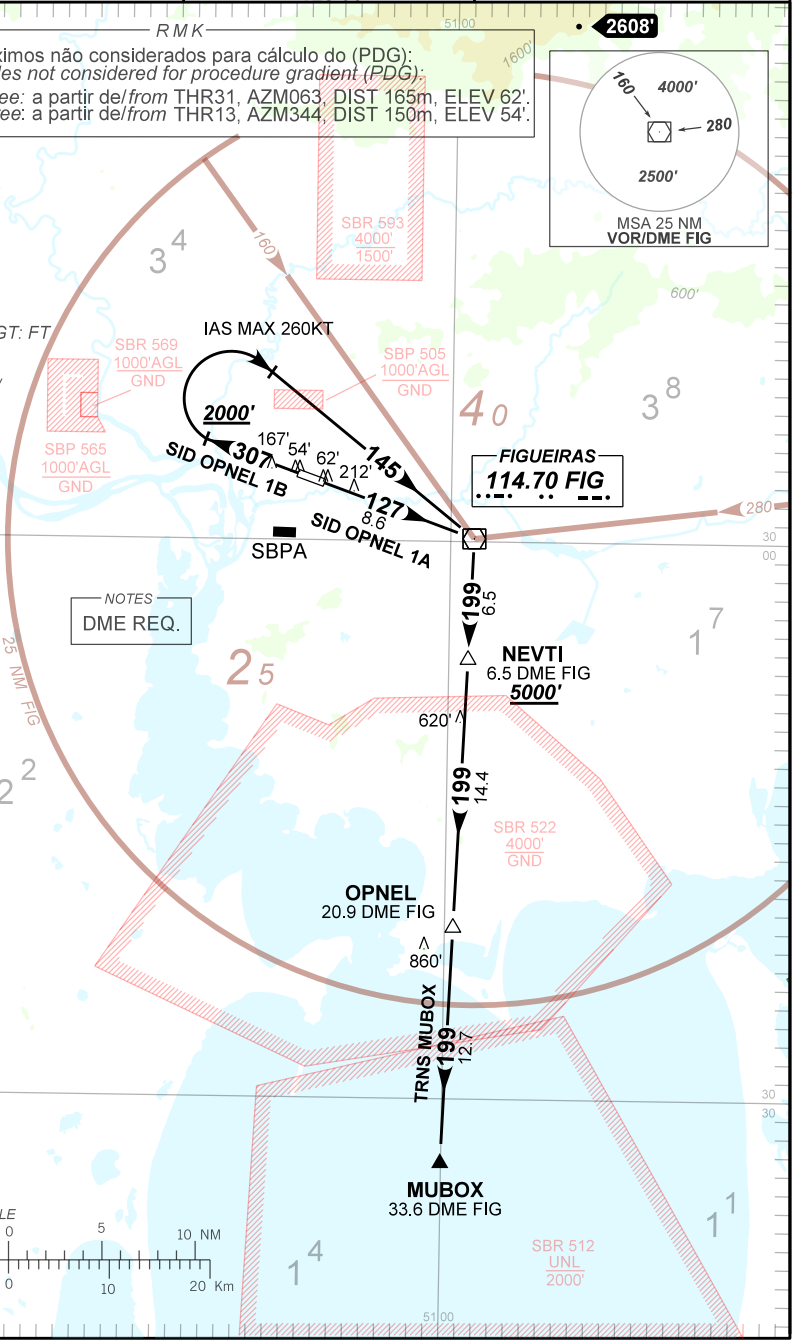 51:00
2608'
RMK
ximos não considerados para cálculo do (PDG):
les not considered for procedure gradient (PDG):
ree: a partir de/from THR31, AZM063, DIST 165m, ELEV 62'.
ree: a partir de/from THR13, AZM344, DIST 150m, ELEV 54'.
1600'
160
4000'
280
2500'
MSA 25 NM
VOR/DME FIG
SBR 593
4000'
1500'
160
3 4
600'
GT: FT
IAS MAX 260KT
SBR 569
1000'AGL
GND
SBP 505
1000'AGL
GND
4 0
3 8
2000'
SBP 565
1000'AGL
GND
167'
54'
62'
212'
307
145
SID OPNEL 1B
127
8.6
SID OPNEL 1A
FIGUEIRAS
114.70 FIG
280
SBPA
30
00
NOTES
DME REQ.
199
6.5
1 7
25 NM FIG
2 5
NEVTI
6.5 DME FIG
5000'
620'
2 2
199
14.4
SBR 522
4000'
GND
OPNEL
20.9 DME FIG
860'
TRNS MUBOX
199
12.7
30
30
MUBOX
33.6 DME FIG
LE
0 5 10 NM
0 10 20 Km
1 4
SBR 512
UNL
2000'
1 1
51:00